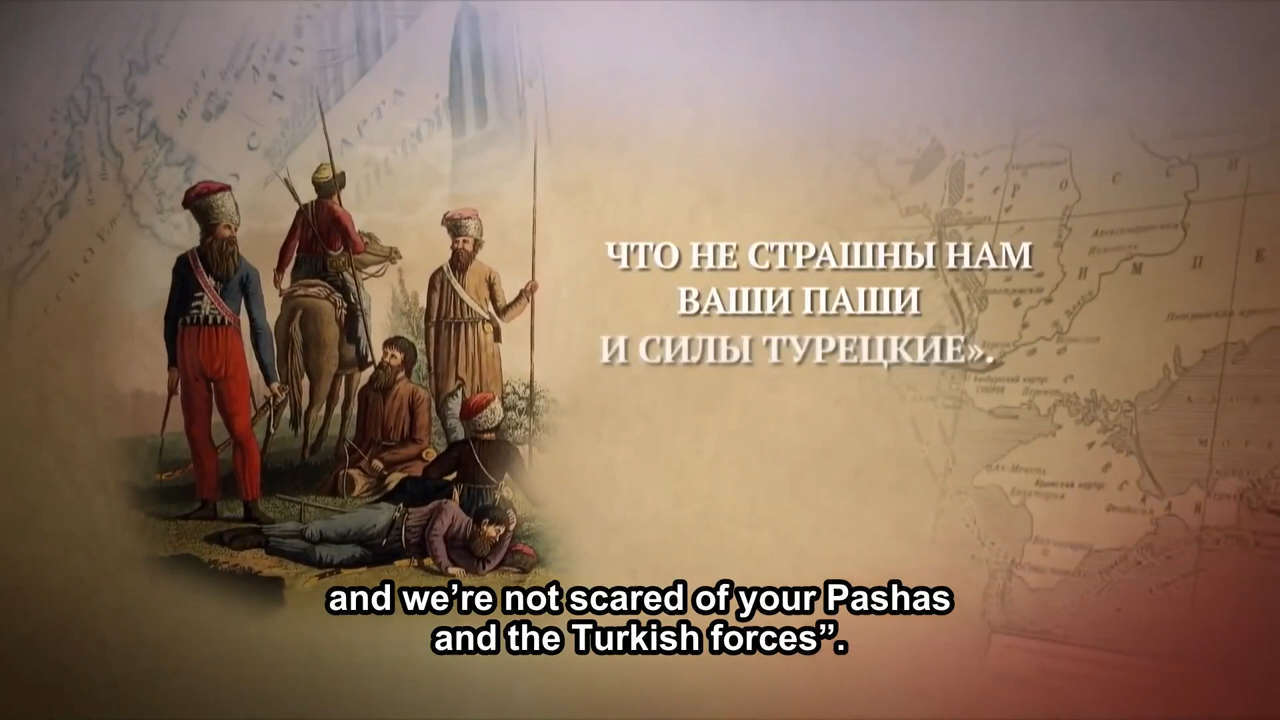 ЧТО НЕ СТРАШНЫ НАМ
ВАШИ ПАШИ
И СИЛЫ ТУРЕЦКИЕ».
and we're not scared of your Pashas
and the Turkish forces”.